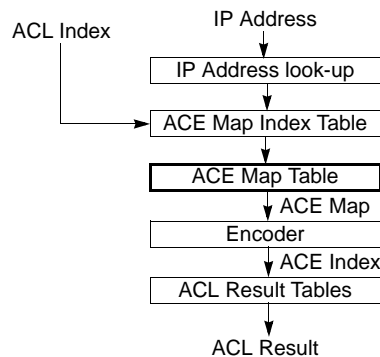 IP Address
ACL Index
IP Address look-up
ACE Map Index Table
ACE Map Table
ACE Map
Encoder
ACE Index
ACL Result Tables
ACL Result